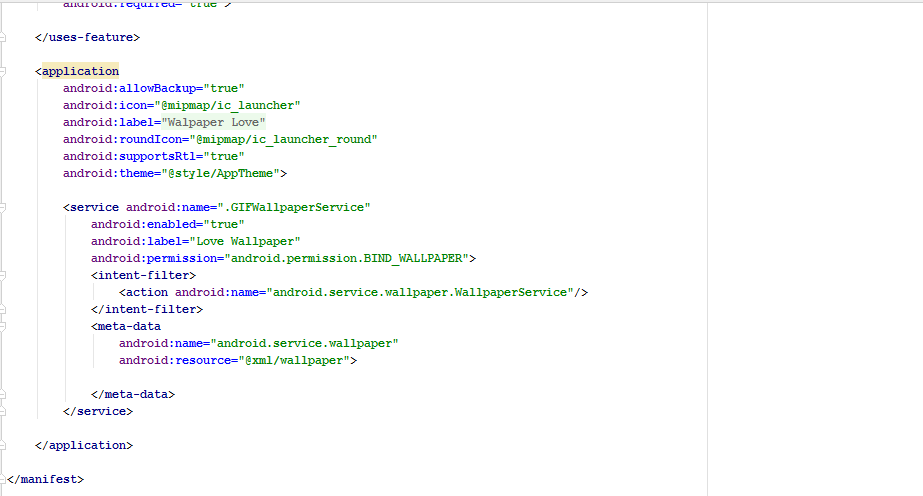 android:required="true">
</uses-feature>
<application
android:allowBackup="true"
android:icon="@mipmap/ic_launcher"
android:label="Walpaper Love"
android:roundIcon="@mipmap/ic_launcher_round"
android:supportsRtl="true"
android:theme="@style/AppTheme">
<service android:name=".GIFWallpaperService"
android:enabled="true"
android:label="Love Wallpaper"
android:permission="android.permission.BIND_WALLPAPER">
<intent-filter>
<action android:name="android.service.wallpaper.WallpaperService"/>
</intent-filter>
<meta-data
android:name="android.service.wallpaper"
android:resource="@xml/wallpaper">
</meta-data>
</service>
</application>
</manifest>